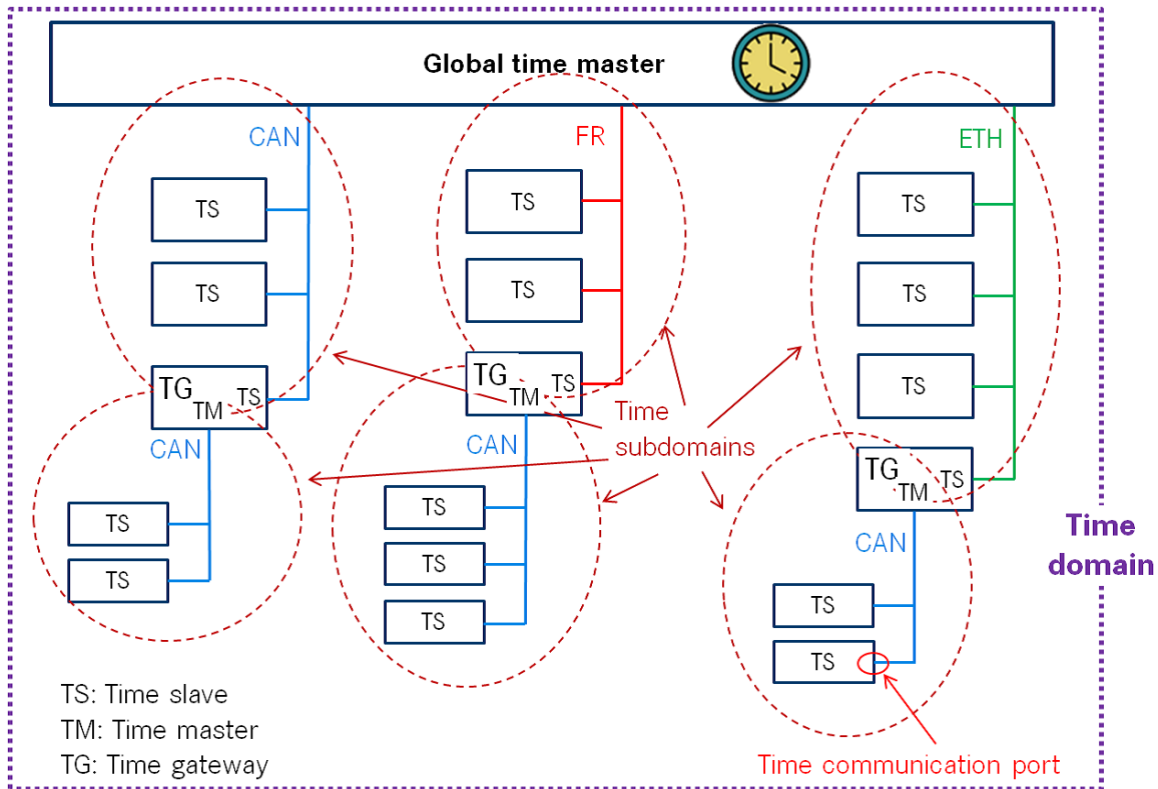 Global time master
CAN
FR
ETH
TS
TS
TS
TS
TS
TS
TS
TG
TM
TS
TG
TM
TS
TG
TM
TS
Time
subdomains
CAN
CAN
CAN
TS
TS
TS
TS
TS
TS
TS
Time
domain
TS: Time slave
TM: Time master
TG: Time gateway
Time communication port